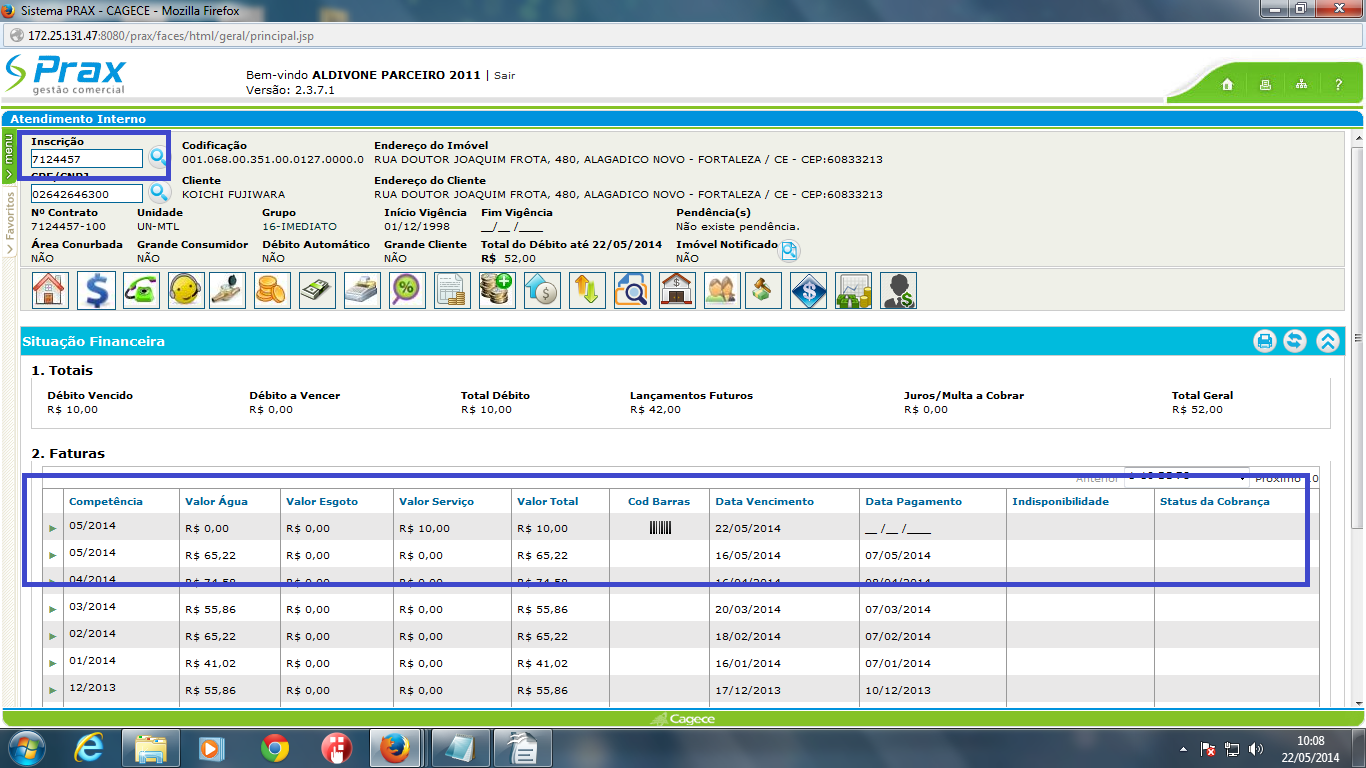 Sistema PRAX - CAGECE - Mozilla Firefox
172.25.131.47:8080/prax/faces/html/geral/principal.jsp
Prax
gestão comercial
Bem-vindo ALDIVONE PARCEIRO 2011 | Sair
Versão: 2.3.7.1
?
Atendimento Interno
menu
Favoritos
Inscrição Codificação Endereço do Imóvel
7124457 001.068.00.351.00.0127.0000.0 RUA DOUTOR JOAQUIM FROTA, 480, ALAGADICO NOVO - FORTALEZA / CE - CEP:60833213
CPF/CNPJ Cliente Endereço do Cliente
02642646300 KOICHI FUJIWARA RUA DOUTOR JOAQUIM FROTA, 480, ALAGADICO NOVO - FORTALEZA / CE - CEP:60833213
Nº Contrato Unidade Grupo Início Vigência Fim Vigência Pendência(s)
7124457-100 UN-MTL 16-IMEDIATO 01/12/1998 __/__ /____ Não existe pendência.
Área Conurbada Grande Consumidor Débito Automático Grande Cliente Total do Débito até 22/05/2014 Imóvel Notificado
NÃO NÃO NÃO NÃO R$ 52,00 NÃO
Situação Financeira
1. Totais
Débito Vencido Débito a Vencer Total Débito Lançamentos Futuros Juros/Multa a Cobrar Total Geral
R$ 10,00 R$ 0,00 R$ 10,00 R$ 42,00 R$ 0,00 R$ 52,00
2. Faturas
Anterior Próximo
Competência Valor Água Valor Esgoto Valor Serviço Valor Total Cod Barras Data Vencimento Data Pagamento Indisponibilidade Status da Cobrança
05/2014 R$ 0,00 R$ 0,00 R$ 10,00 R$ 10,00 22/05/2014 __ /__ /____
05/2014 R$ 65,22 R$ 0,00 R$ 0,00 R$ 65,22 16/05/2014 07/05/2014
04/2014 R$ 74,58 R$ 0,00 R$ 0,00 R$ 74,58 16/04/2014 08/04/2014
03/2014 R$ 55,86 R$ 0,00 R$ 0,00 R$ 55,86 20/03/2014 07/03/2014
02/2014 R$ 65,22 R$ 0,00 R$ 0,00 R$ 65,22 18/02/2014 07/02/2014
01/2014 R$ 41,02 R$ 0,00 R$ 0,00 R$ 41,02 16/01/2014 07/01/2014
12/2013 R$ 55,86 R$ 0,00 R$ 0,00 R$ 55,86 17/12/2013 10/12/2013
Cagece
10:08
22/05/2014